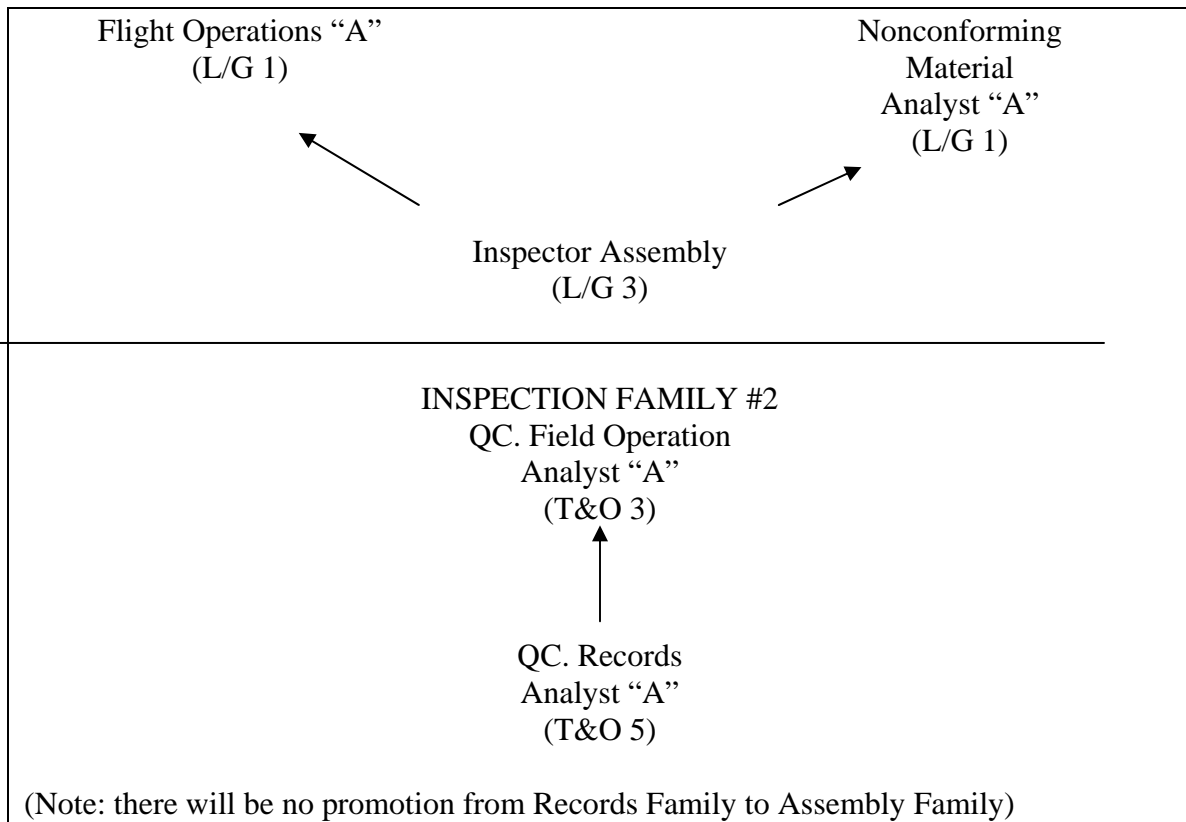 Flight Operations “A”
(L/G 1)
Nonconforming
Material
Analyst “A”
(L/G 1)
Inspector Assembly
(L/G 3)
INSPECTION FAMILY #2
QC. Field Operation
Analyst “A”
(T&O 3)
QC. Records
Analyst “A”
(T&O 5)
(Note: there will be no promotion from Records Family to Assembly Family)